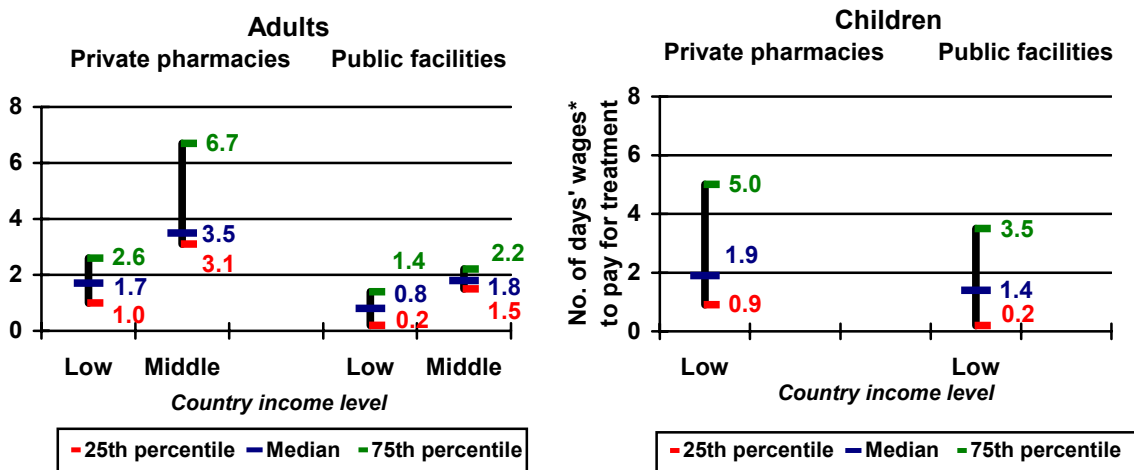 Adults
Private pharmacies Public facilities
8
6
4
2
0
6.7
3.5
3.1
2.6
1.7
1.0
1.4
0.8
0.2
2.2
1.8
1.5
Low Middle Low Middle
Country income level
25th percentile Median 75th percentile
Children
Private pharmacies Public facilities
No. of days' wages*
to pay for treatment
8
6
4
2
0
5.0
1.9
0.9
3.5
1.4
0.2
Low Low
Country income level
25th percentile Median 75th percentile